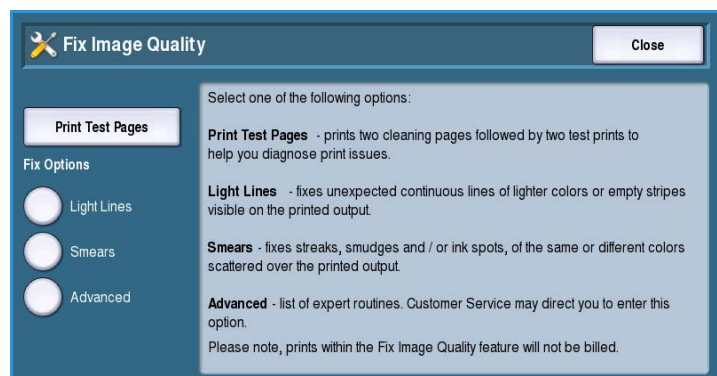 Fix Image Quality
Close
Print Test Pages
Fix Options
Light Lines
Smears
Advanced
Select one of the following options:
Print Test Pages - prints two cleaning pages followed by two test prints to
help you diagnose print issues.
Light Lines - fixes unexpected continuous lines of lighter colors or empty stripes
visible on the printed output.
Smears - fixes streaks, smudges and / or ink spots, of the same or different colors
scattered over the printed output.
Advanced - list of expert routines. Customer Service may direct you to enter this
option.
Please note, prints within the Fix Image Quality feature will not be billed.